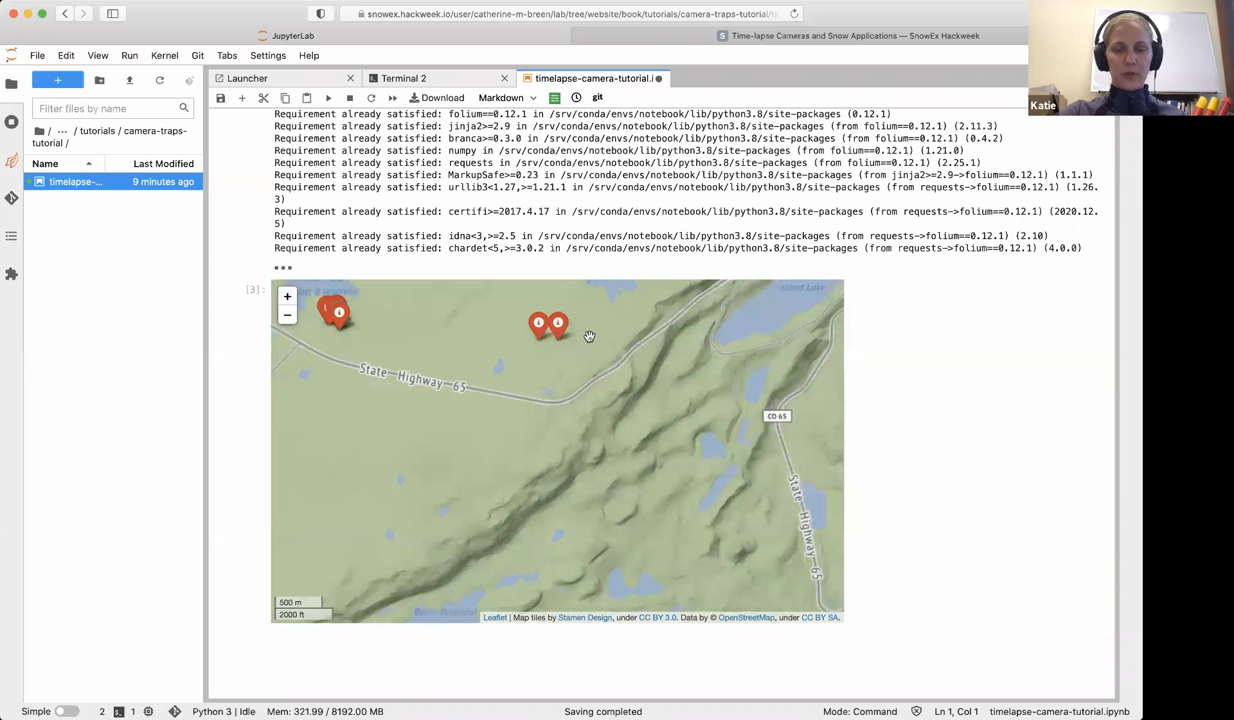 snowex.hackweek.io/user/catherine-m-breen/lab/tree/website/book/tutorials/camera-traps-tutorial/
JupyterLab
S Time-lapse Cameras and Snow Applications — SnowEx Hackweek
File Edit View Run Kernel Git Tabs Settings Help
Katie
Launcher
Terminal 2
timelapse-camera-tutorial.i
Download
Markdown
git
Filter files by name
/ ... / tutorials / camera-traps-
tutorial /
Name Last Modified
timelapse-... 9 minutes ago
Requirement already satisfied: folium==0.12.1 in /srv/conda/envs/notebook/lib/python3.8/site-packages (0.12.1)
Requirement already satisfied: jinja2>=2.9 in /srv/conda/envs/notebook/lib/python3.8/site-packages (from folium==0.12.1) (2.11.3)
Requirement already satisfied: branca>=0.3.0 in /srv/conda/envs/notebook/lib/python3.8/site-packages (from folium==0.12.1) (0.4.2)
Requirement already satisfied: numpy in /srv/conda/envs/notebook/lib/python3.8/site-packages (from folium==0.12.1) (1.21.0)
Requirement already satisfied: requests in /srv/conda/envs/notebook/lib/python3.8/site-packages (from folium==0.12.1) (2.25.1)
Requirement already satisfied: MarkupSafe>=0.23 in /srv/conda/envs/notebook/lib/python3.8/site-packages (from jinja2>=2.9->folium==0.12.1) (1.1.1)
Requirement already satisfied: urllib3<1.27,>=1.21.1 in /srv/conda/envs/notebook/lib/python3.8/site-packages (from requests->folium==0.12.1) (1.26.
3)
Requirement already satisfied: certifi>=2017.4.17 in /srv/conda/envs/notebook/lib/python3.8/site-packages (from requests->folium==0.12.1) (2020.12.
5)
Requirement already satisfied: idna<3,>=2.5 in /srv/conda/envs/notebook/lib/python3.8/site-packages (from requests->folium==0.12.1) (2.10)
Requirement already satisfied: chardet<5,>=3.0.2 in /srv/conda/envs/notebook/lib/python3.8/site-packages (from requests->folium==0.12.1) (4.0.0)
[3]:
+
−
Island Lake
State Highway 65
CO 65
State Highway 65
500 m
2000 ft
Leaflet | Map tiles by Stamen Design, under CC BY 3.0. Data by © OpenStreetMap, under CC BY SA.
Simple 2 1 Python 3 | Idle Mem: 321.99 / 8192.00 MB Saving completed Mode: Command Ln 1, Col 1 timelapse-camera-tutorial.ipynb